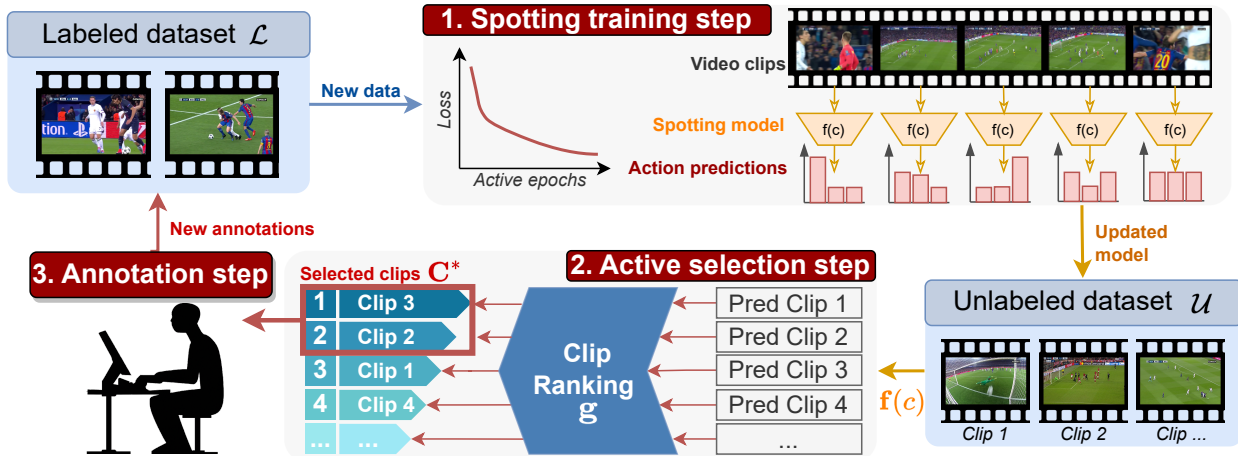 Labeled dataset ℒ
New data
1. Spotting training step
Loss
Active epochs
Video clips
Spotting model
f(c) f(c) f(c) f(c) f(c)
Action predictions
20
New annotations
Updated
model
3. Annotation step
Selected clips C*
2. Active selection step
1 Clip 3
2 Clip 2
3 Clip 1
4 Clip 4
... ...
Clip
Ranking
g
Pred Clip 1
Pred Clip 2
Pred Clip 3
Pred Clip 4
...
f(c)
Unlabeled dataset 𝒰
Clip 1 Clip 2 Clip ...